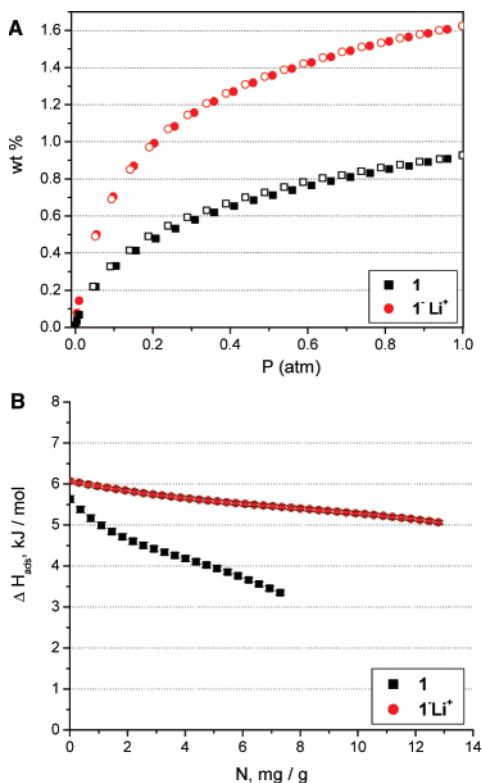 A
wt %
1.6
1.4
1.2
1.0
0.8
0.6
0.4
0.2
0.0
1
1⁻ Li⁺
0.0 0.2 0.4 0.6 0.8 1.0
P (atm)
B
Δ H_ads, kJ / mol
8
7
6
5
4
3
2
1
0
1
1⁻Li⁺
0 2 4 6 8 10 12 14
N, mg / g